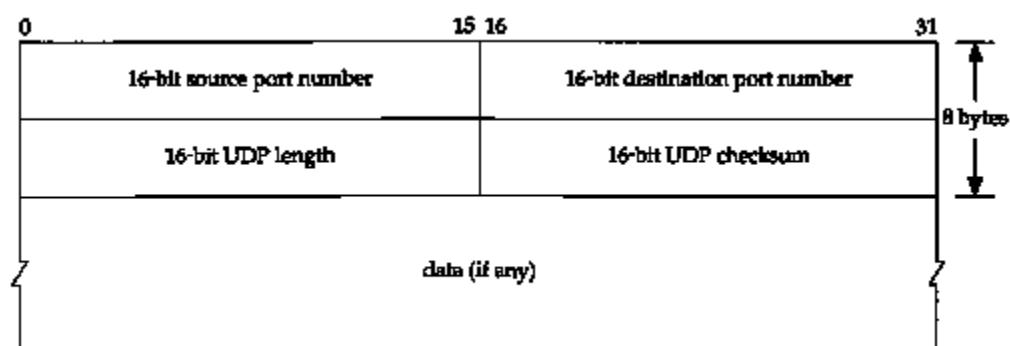 0 15 16 31
16-bit source port number 16-bit destination port number
8 bytes
16-bit UDP length 16-bit UDP checksum
data (if any)